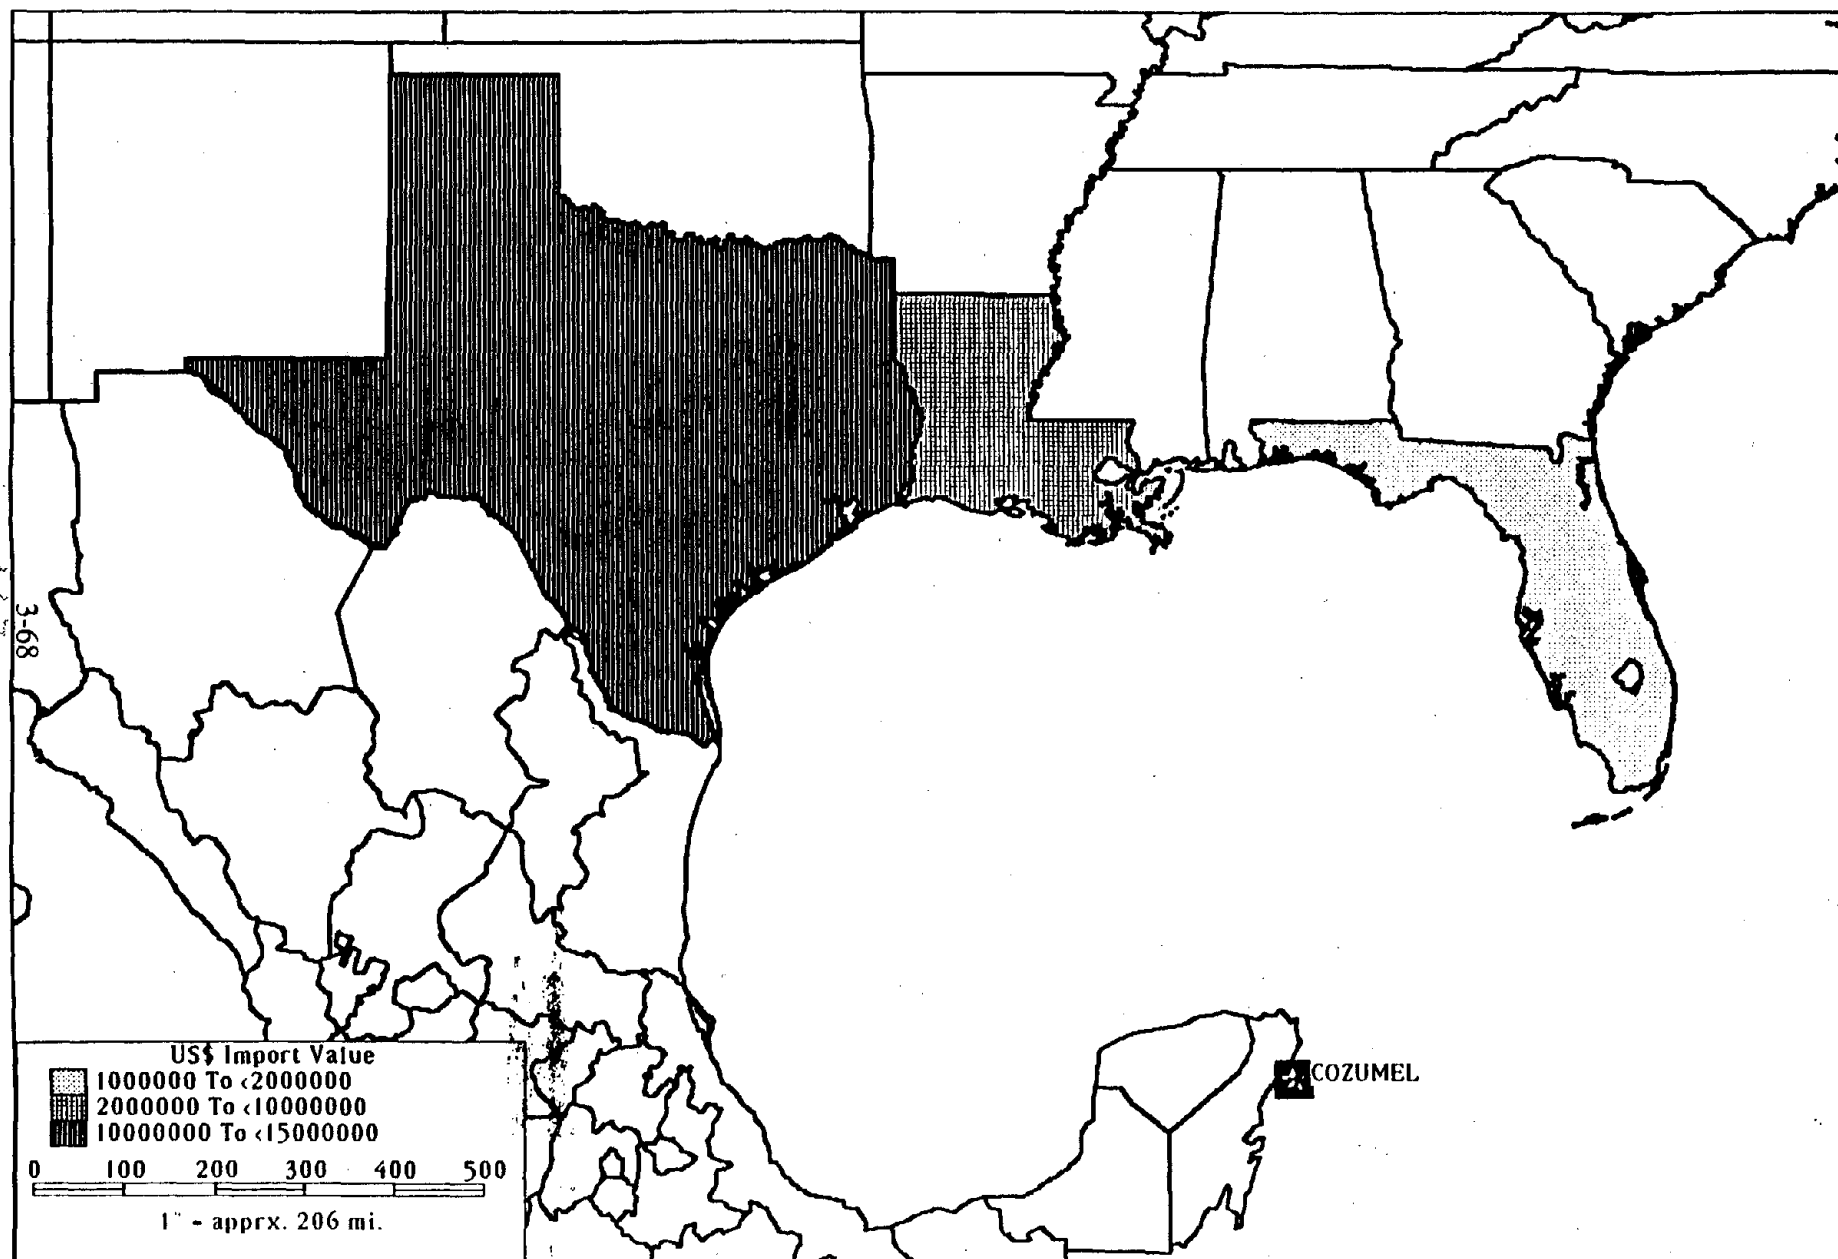 3-68
COZUMEL
US$ Import Value
1000000 To <2000000
2000000 To <10000000
10000000 To <15000000
0 100 200 300 400 500
1" - apprx. 206 mi.